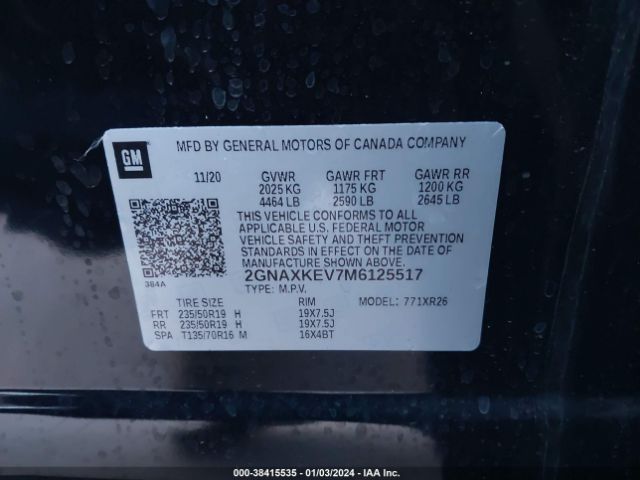 GM
MFD BY GENERAL MOTORS OF CANADA COMPANY
11/20 GVWR GAWR FRT GAWR RR
2025 KG 1175 KG 1200 KG
4464 LB 2590 LB 2645 LB
THIS VEHICLE CONFORMS TO ALL
APPLICABLE U.S. FEDERAL MOTOR
VEHICLE SAFETY AND THEFT PREVENTION
STANDARDS IN EFFECT ON THE DATE OF
MANUFACTURE SHOWN ABOVE.
384A 2GNAXKEV7M6125517
TYPE: M.P.V.
TIRE SIZE RIM MODEL: 771XR26
FRT 235/50R19 H 19X7.5J
RR 235/50R19 H 19X7.5J
SPA T135/70R16 M 16X4BT
000-38415535 - 01/03/2024 - IAA Inc.